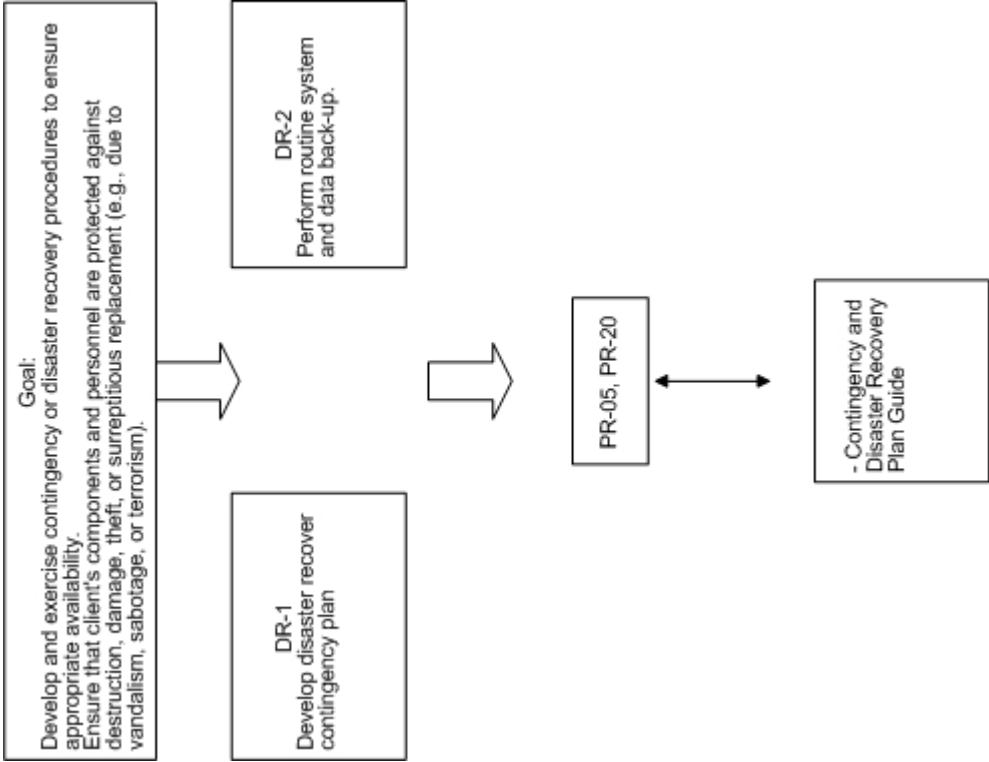 Goal:
Develop and exercise contingency or disaster recovery procedures to ensure
appropriate availability.
Ensure that client's components and personnel are protected against
destruction, damage, theft, or surreptitious replacement (e.g., due to
vandalism, sabotage, or terrorism).
DR-1
Develop disaster recover
contingency plan
DR-2
Perform routine system
and data back-up.
PR-05, PR-20
- Contingency and
Disaster Recovery
Plan Guide